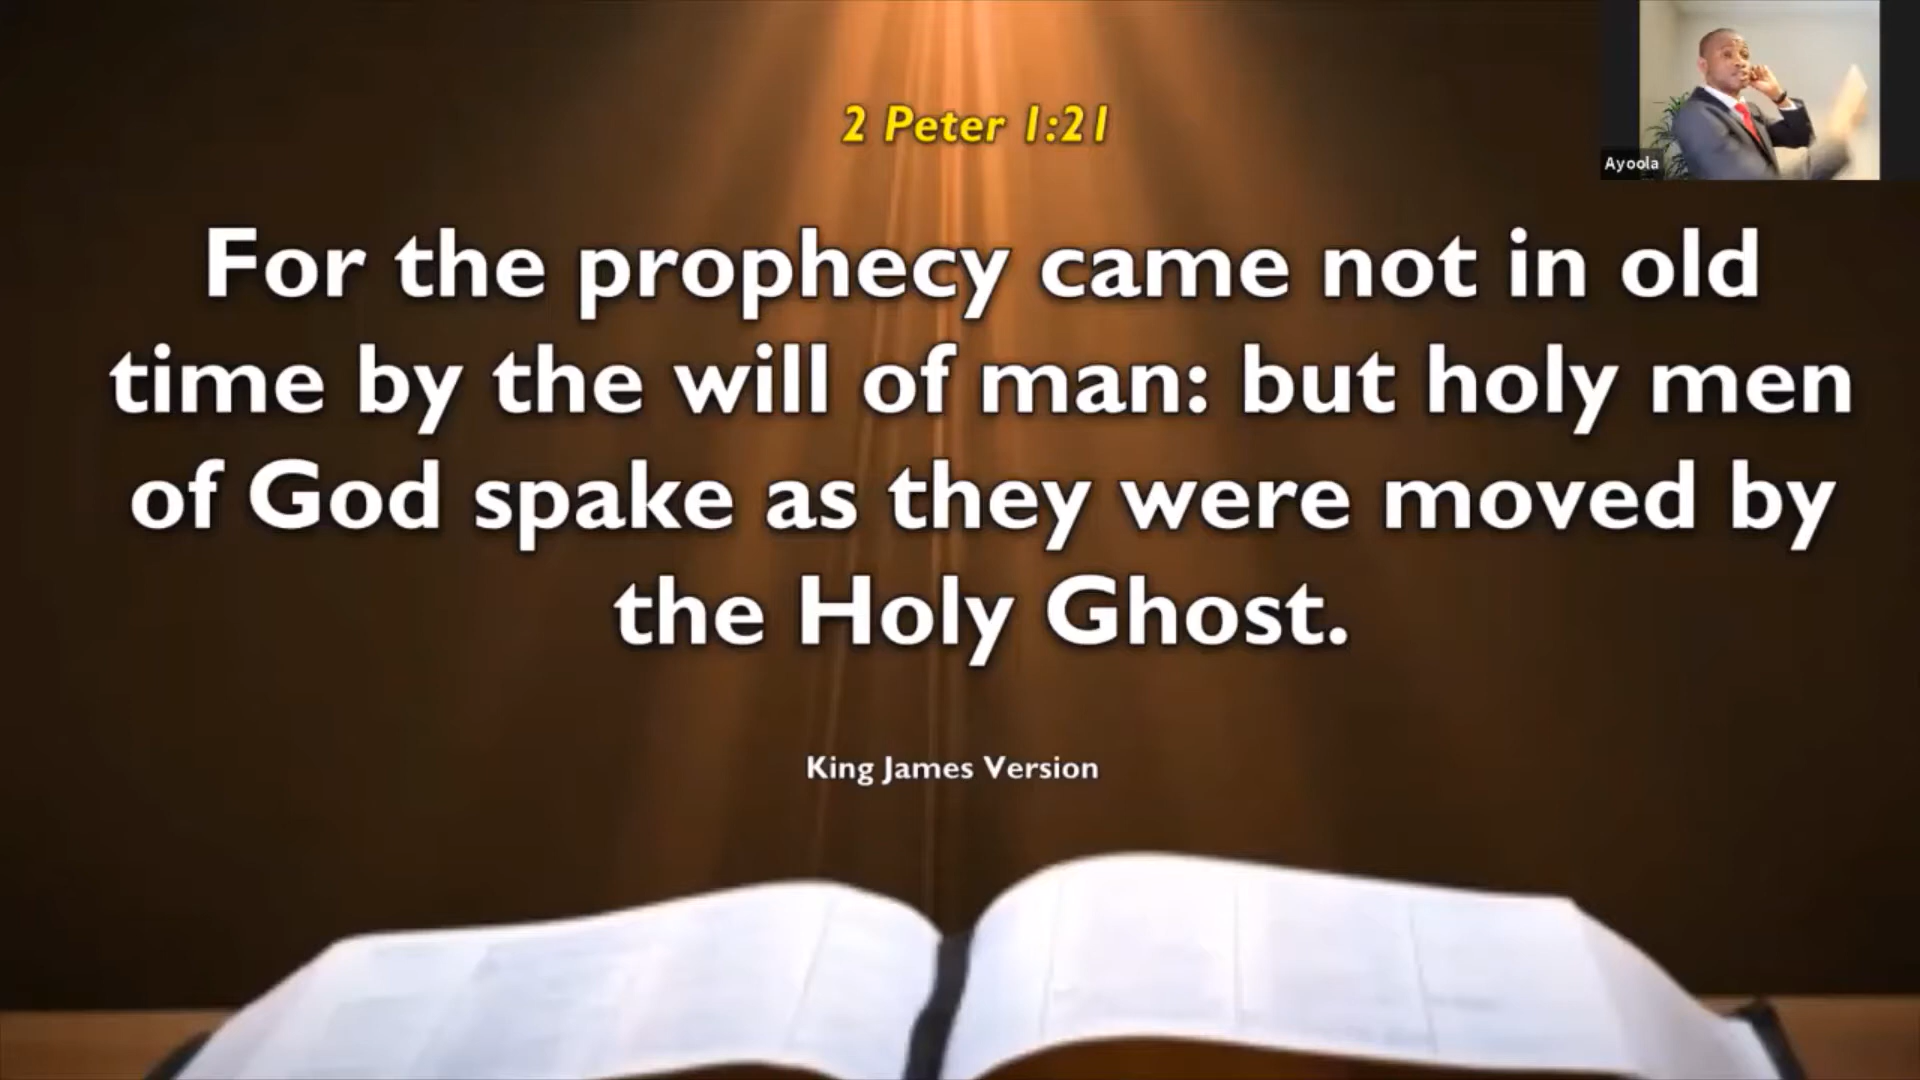 2 Peter 1:21
Ayoola
For the prophecy came not in old
time by the will of man: but holy men
of God spake as they were moved by
the Holy Ghost.
King James Version